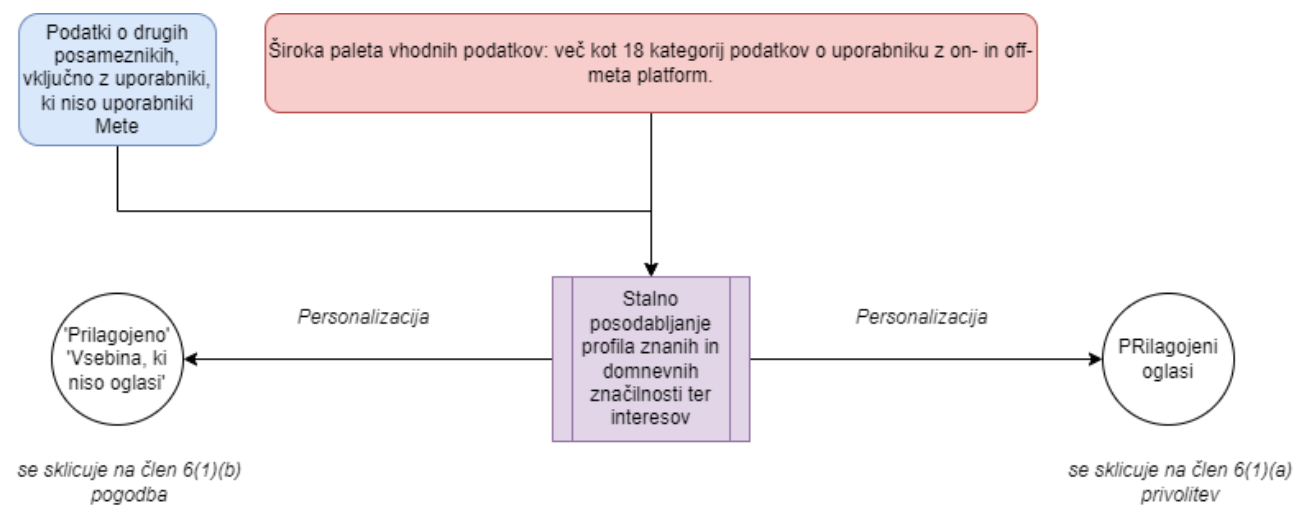 Podatki o drugih
posameznikih,
vključno z uporabniki,
ki niso uporabniki
Mete
Široka paleta vhodnih podatkov: več kot 18 kategorij podatkov o uporabniku z on- in off-
meta platform.
Stalno
posodabljanje
profila znanih in
domnevnih
značilnosti ter
interesov
Personalizacija
Personalizacija
'Prilagojeno'
'Vsebina, ki
niso oglasi'
PRilagojeni
oglasi
se sklicuje na člen 6(1)(b)
pogodba
se sklicuje na člen 6(1)(a)
privolitev